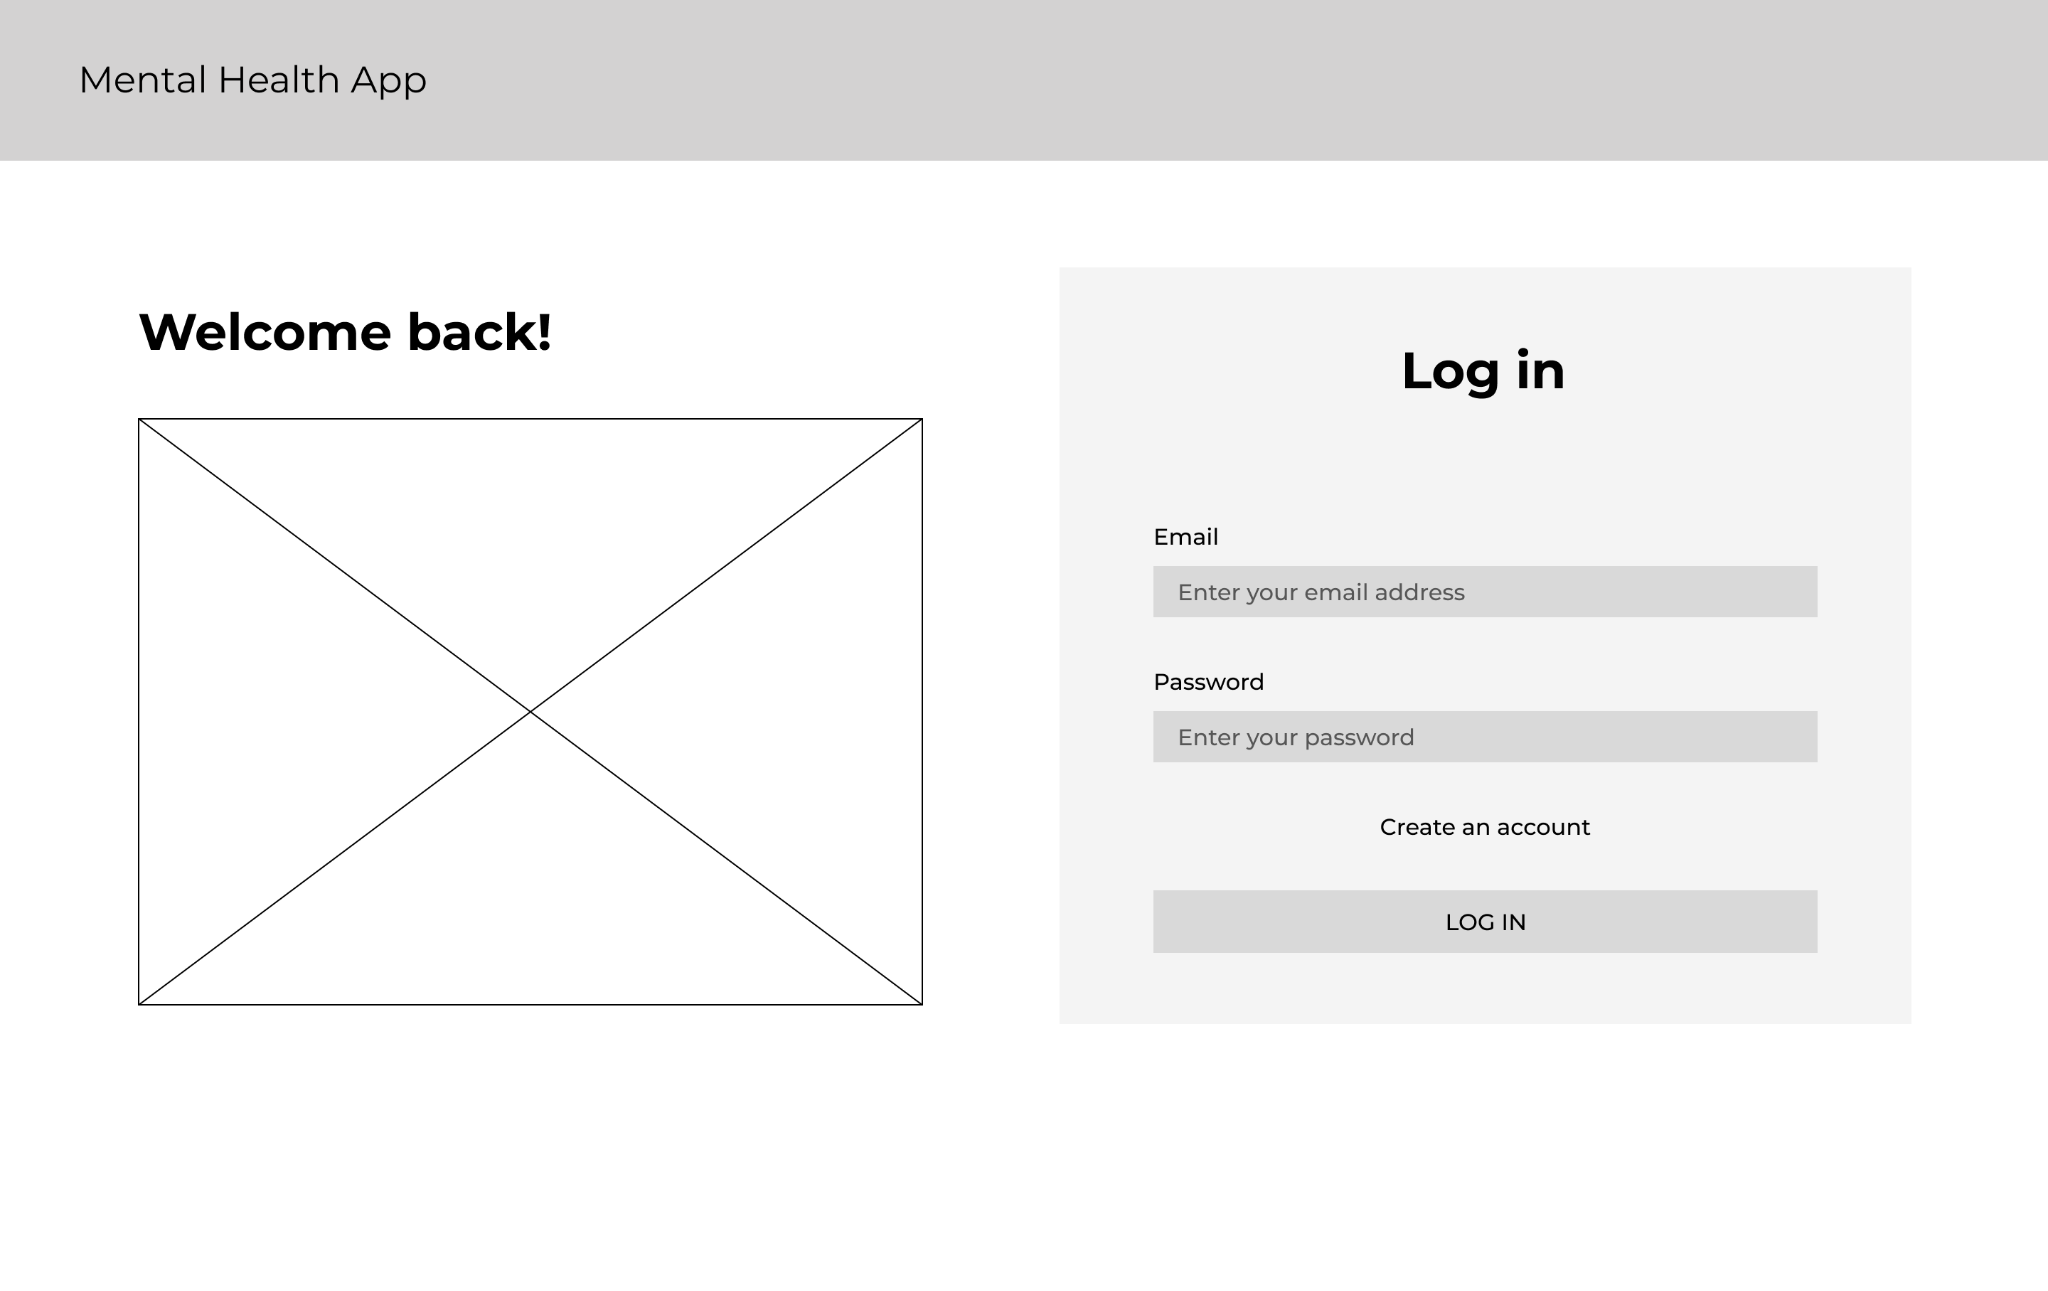 Mental Health App
Welcome back!
Log in
Email
Enter your email address
Password
Enter your password
Create an account
LOG IN